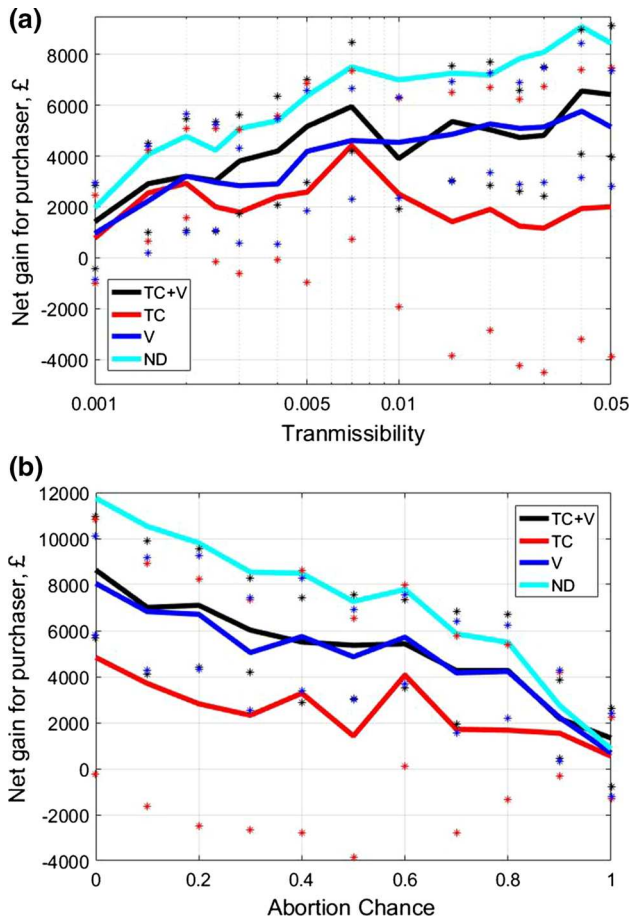 (a)
Net gain for purchaser, £
8000
6000
4000
2000
0
-2000
-4000
TC+V
TC
V
ND
0.001
0.005
0.01
0.05
Tranmissibility
(b)
Net gain for purchaser, £
12000
10000
8000
6000
4000
2000
0
-2000
-4000
TC+V
TC
V
ND
0
0.2
0.4
0.6
0.8
1
Abortion Chance